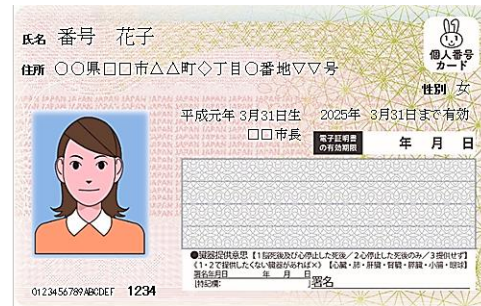 氏名 番号 花子
個人番号
カード
住所 ○○県□□市△△町◇丁目○番地▽▽号
性別 女
平成元年 3月31日生 2025年 3月31日まで有効
□□市長
電子証明書
の有効期限
年 月 日
●臓器提供意思【1脳死後及び心停止した死後/2心停止した死後のみ/3提供せず】
《1・2で提供したくない臓器があれば×》【心臓・肺・肝臓・腎臓・膵臓・小腸・眼球】
署名年月日 年 月 日
[特記欄: ]署名
0123456789ABCDEF 1234